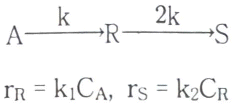 k 2k
A ⟶ R ⟶ S
r_R = k_1C_A, r_S = k_2C_R